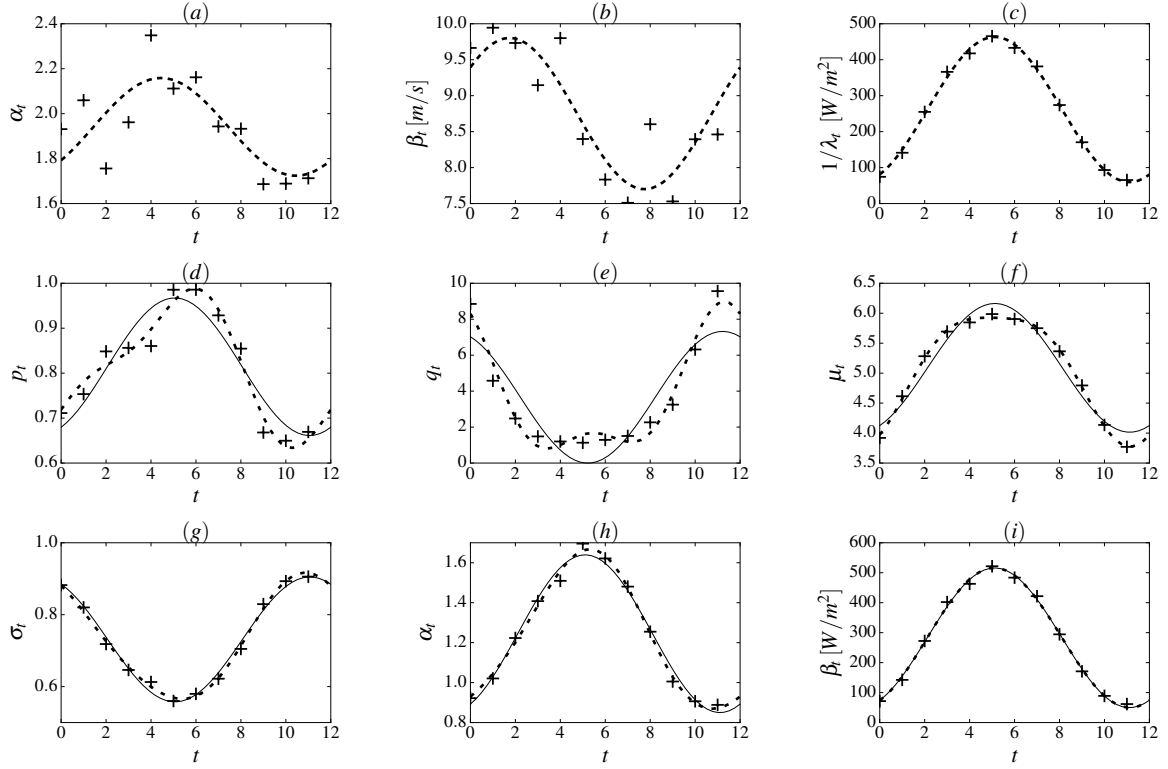 (a) (b) (c)
2.4
2.2
2.0
1.8
1.6
α_t
0 2 4 6 8 10 12
t
10.0
9.5
9.0
8.5
8.0
7.5
β_t [m/s]
0 2 4 6 8 10 12
t
500
400
300
200
100
0
1/λ_t [W/m²]
0 2 4 6 8 10 12
t
(d) (e) (f)
1.0
0.9
0.8
0.7
0.6
p_t
0 2 4 6 8 10 12
t
10
8
6
4
2
0
q_t
0 2 4 6 8 10 12
t
6.5
6.0
5.5
5.0
4.5
4.0
3.5
μ_t
0 2 4 6 8 10 12
t
(g) (h) (i)
1.0
0.8
0.6
σ_t
0 2 4 6 8 10 12
t
1.6
1.4
1.2
1.0
0.8
α_t
0 2 4 6 8 10 12
t
600
500
400
300
200
100
0
β_t [W/m²]
0 2 4 6 8 10 12
t